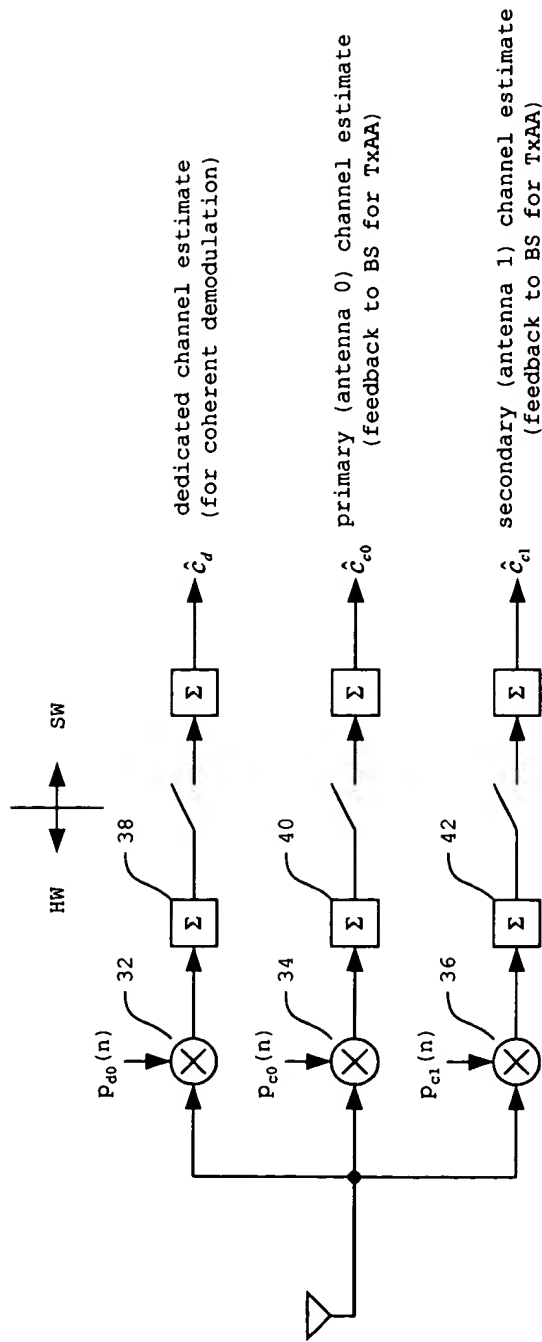 HW
SW
p_d0(n)
32
38
Σ
Σ
Ĉ_d
dedicated channel estimate
(for coherent demodulation)
p_c0(n)
34
40
Σ
Σ
Ĉ_c0
primary (antenna 0) channel estimate
(feedback to BS for TxAA)
p_c1(n)
36
42
Σ
Σ
Ĉ_c1
secondary (antenna 1) channel estimate
(feedback to BS for TxAA)